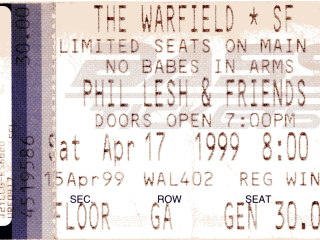 THE WARFIELD * SF
LIMITED SEATS ON MAIN
NO BABES IN ARMS
PHIL LESH & FRIENDS
DOORS OPEN 7:00PM
Sat Apr 17 1999 8:00
15Apr99 WAL402 REG WIN
SEC ROW SEAT
FLOOR GA GEN 30.0
30.00
4519586